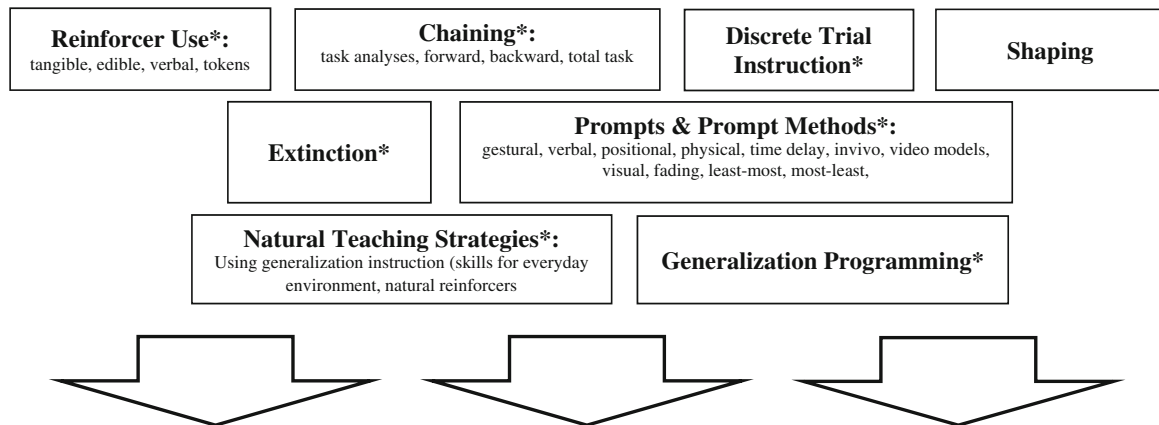 Reinforcer Use*:
tangible, edible, verbal, tokens
Chaining*:
task analyses, forward, backward, total task
Discrete Trial
Instruction*
Shaping
Extinction*
Prompts & Prompt Methods*:
gestural, verbal, positional, physical, time delay, invivo, video models,
visual, fading, least-most, most-least,
Natural Teaching Strategies*:
Using generalization instruction (skills for everyday
environment, natural reinforcers
Generalization Programming*